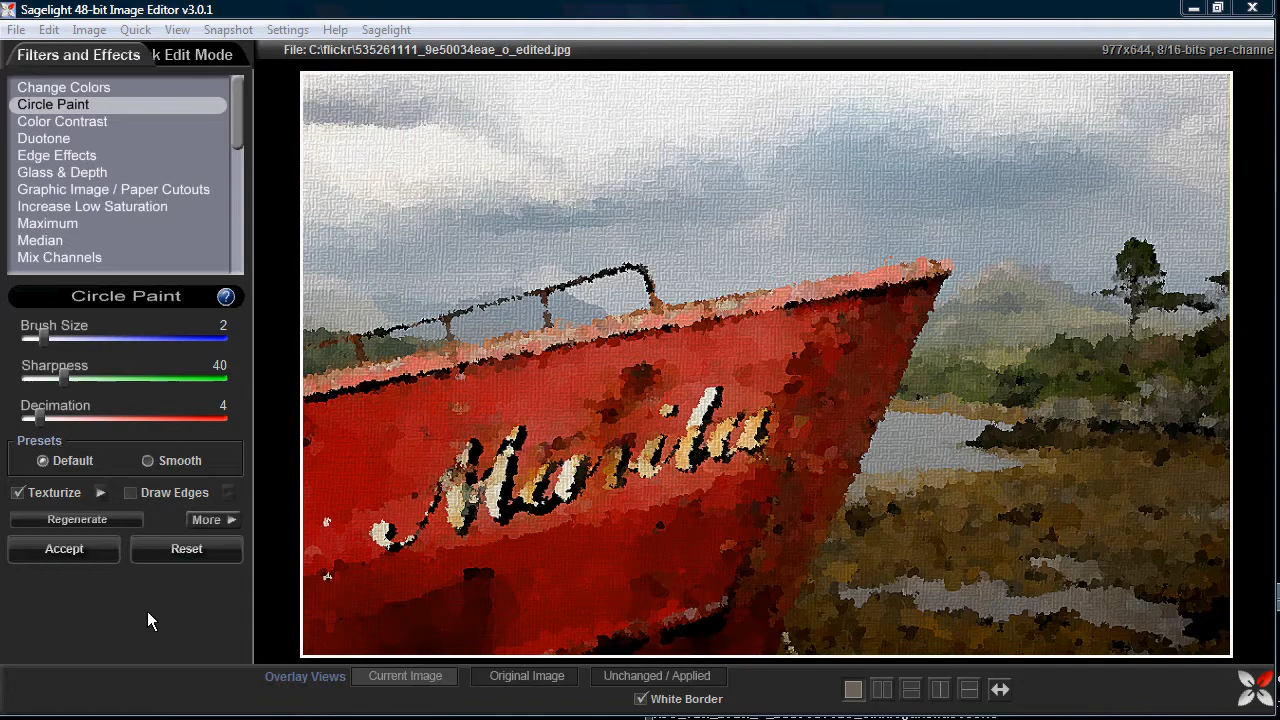 Sagelight 48-bit Image Editor v3.0.1
File Edit Image Quick View Snapshot Settings Help Sagelight
Filters and Effects k Edit Mode
File: C:\flickr\535261111_9e50034eae_o_edited.jpg
977x644, 8/16-bits per-channe
Change Colors
Circle Paint
Color Contrast
Duotone
Edge Effects
Glass & Depth
Graphic Image / Paper Cutouts
Increase Low Saturation
Maximum
Median
Mix Channels
Circle Paint ?
Brush Size 2
Sharpness 40
Decimation 4
Presets
Default Smooth
Texturize Draw Edges
Regenerate More
Accept Reset
Marila
Overlay Views Current Image Original Image Unchanged / Applied
White Border